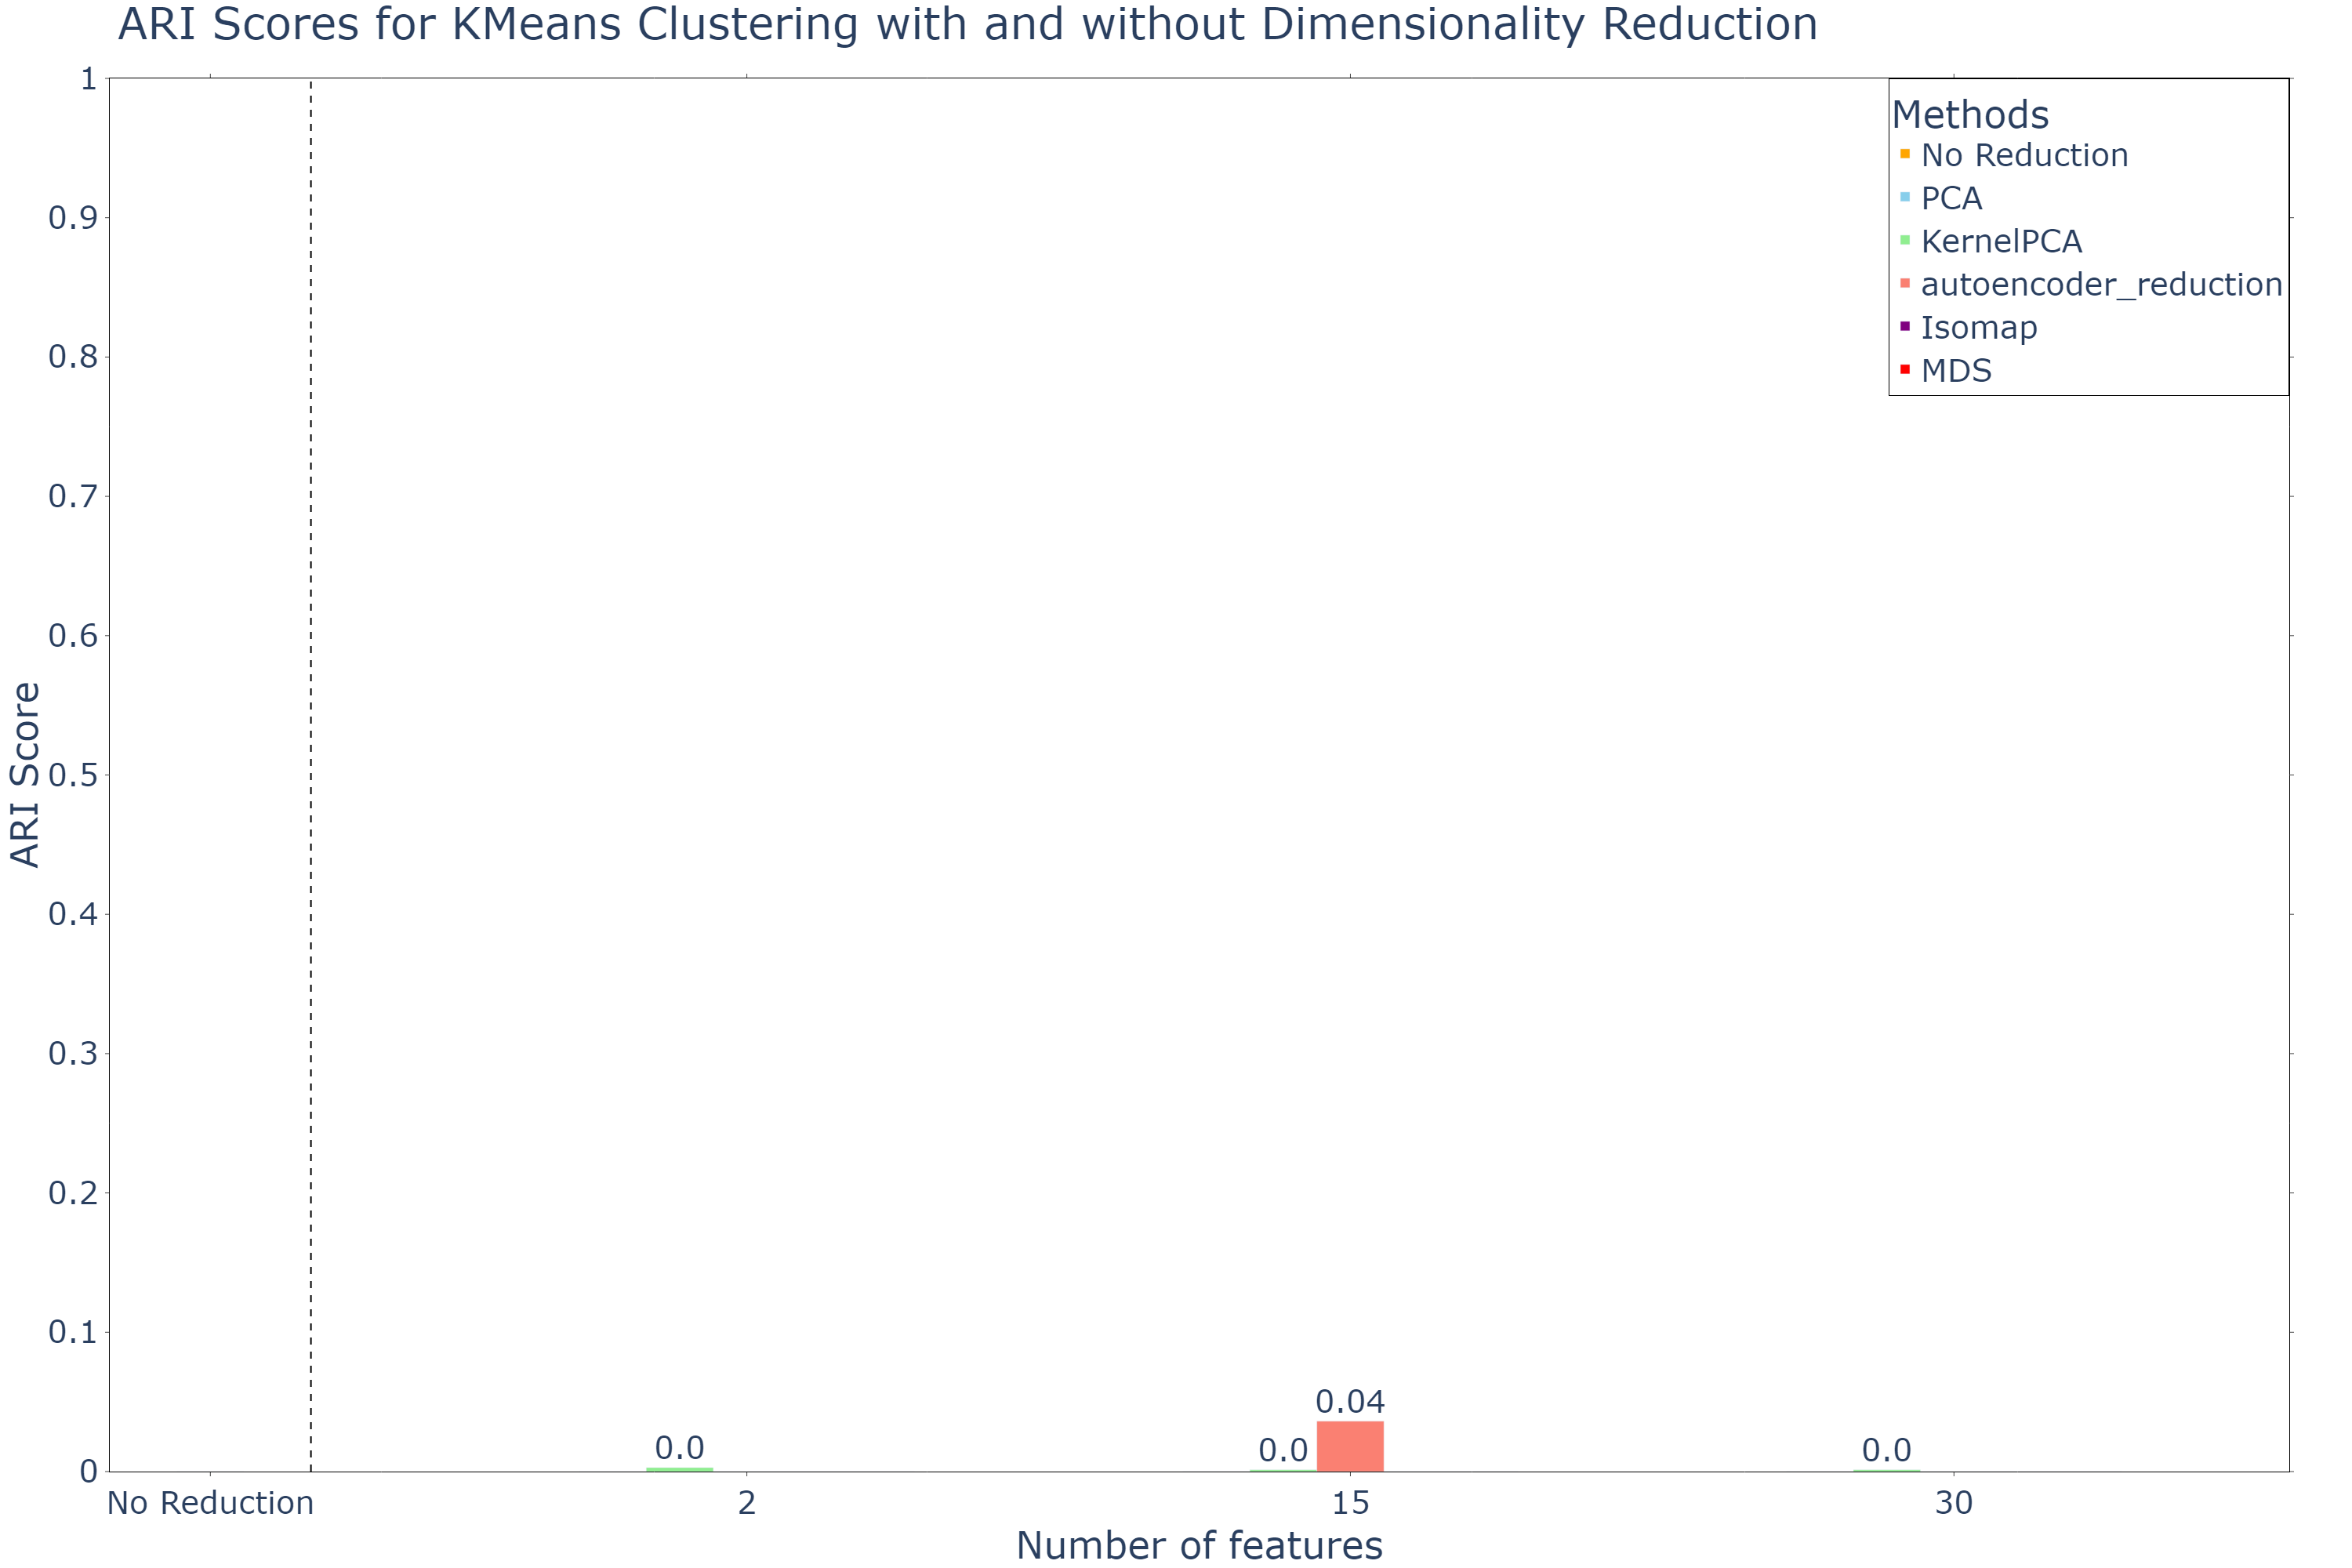 ARI Scores for KMeans Clustering with and without Dimensionality Reduction
1
0.9
0.8
0.7
0.6
0.5
0.4
0.3
0.2
0.1
0
ARI Score
Methods
No Reduction
PCA
KernelPCA
autoencoder_reduction
Isomap
MDS
0.0
0.0
0.04
0.0
No Reduction
2
15
30
Number of features